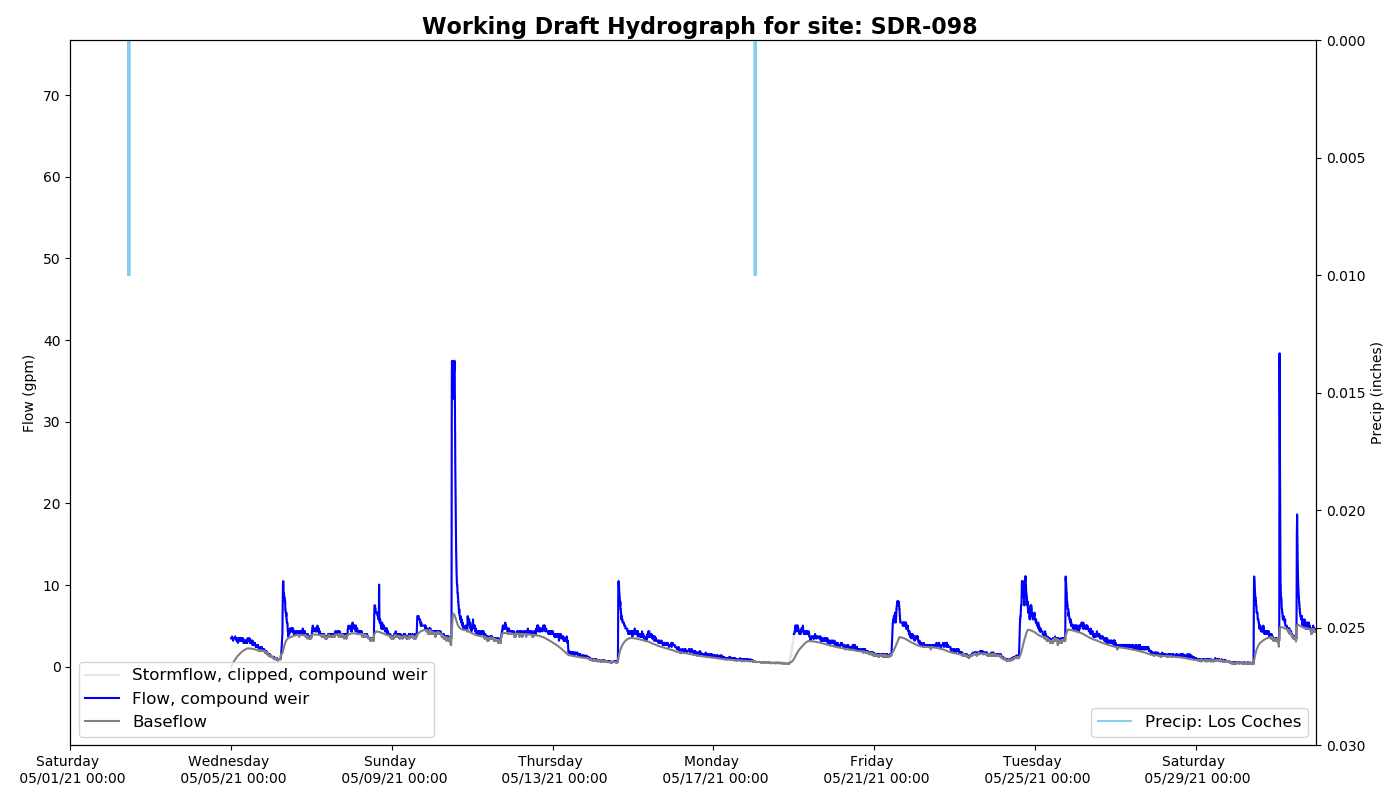 Working Draft Hydrograph for site: SDR-098
70
60
50
40
30
20
10
0
Flow (gpm)
0.000
0.005
0.010
0.015
0.020
0.025
0.030
Precip (inches)
Stormflow, clipped, compound weir
Flow, compound weir
Baseflow
Precip: Los Coches
Saturday
05/01/21 00:00
Wednesday
05/05/21 00:00
Sunday
05/09/21 00:00
Thursday
05/13/21 00:00
Monday
05/17/21 00:00
Friday
05/21/21 00:00
Tuesday
05/25/21 00:00
Saturday
05/29/21 00:00